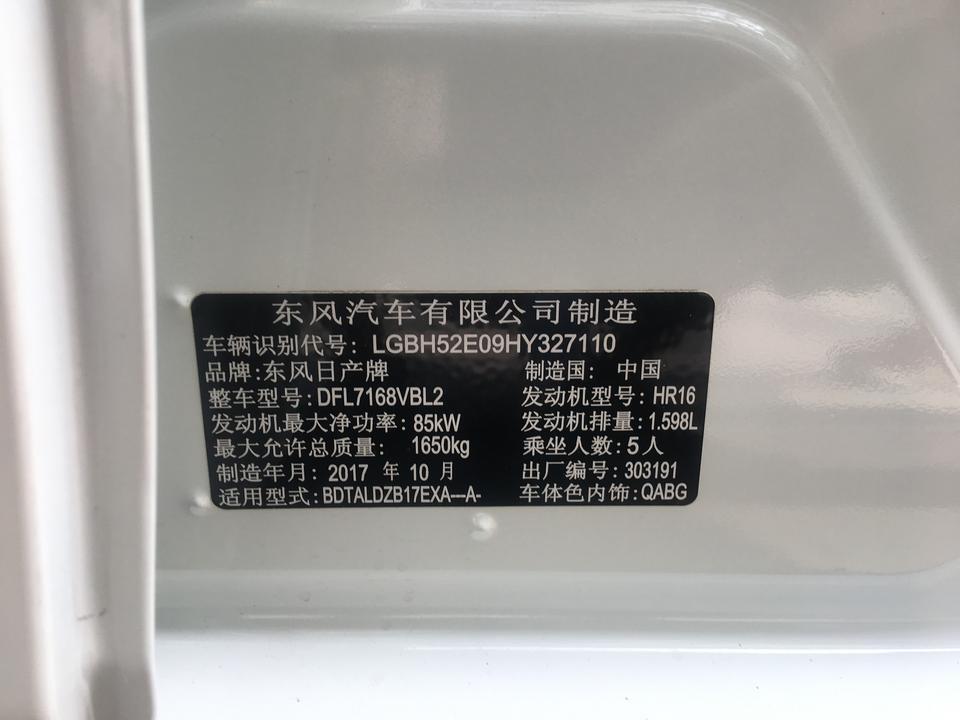 东风汽车有限公司制造
车辆识别代号: LGBH52E09HY327110
品牌:东风日产牌 制造国: 中国
整车型号:DFL7168VBL2 发动机型号:HR16
发动机最大净功率:85kW 发动机排量:1.598L
最大允许总质量: 1650kg 乘坐人数:5人
制造年月:2017 年 10 月 出厂编号:303191
适用型式:BDTALDZB17EXA---A- 车体色内饰:QABG